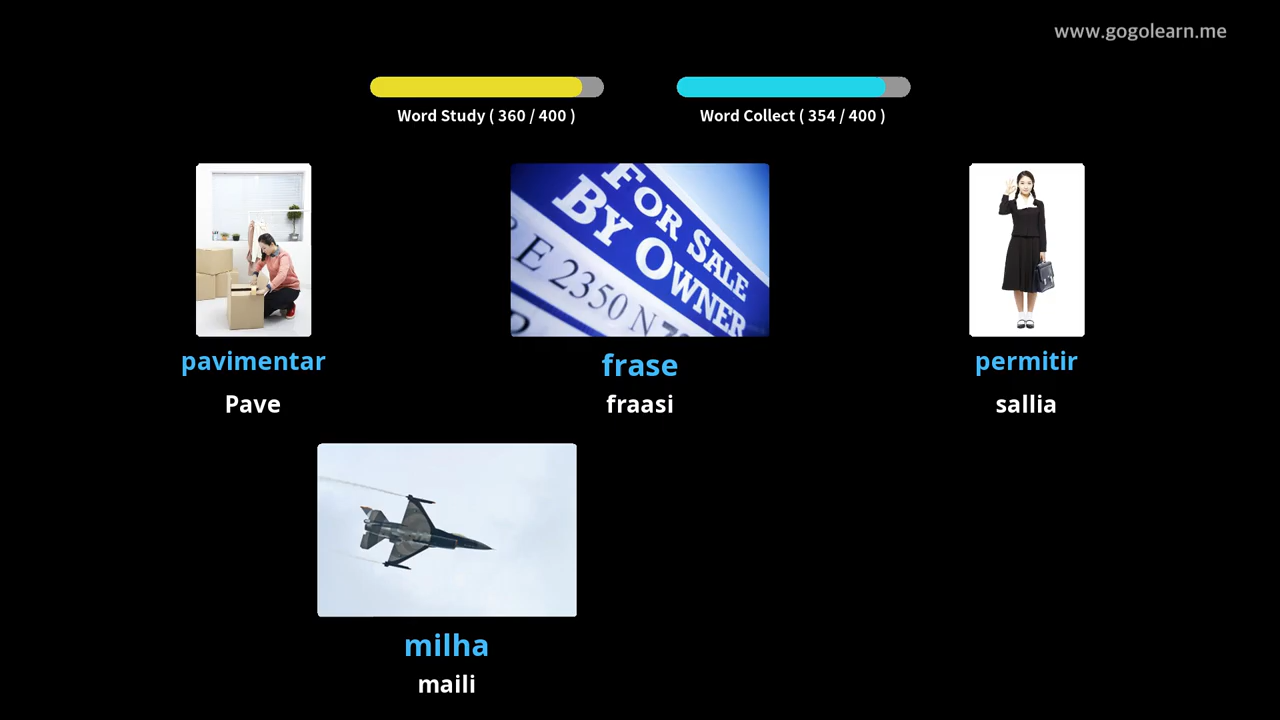 www.gogolearn.me
Word Study ( 360 / 400 )
Word Collect ( 354 / 400 )
FOR SALE
BY OWNER
E 2350 N
pavimentar
frase
permitir
Pave
fraasi
sallia
milha
maili